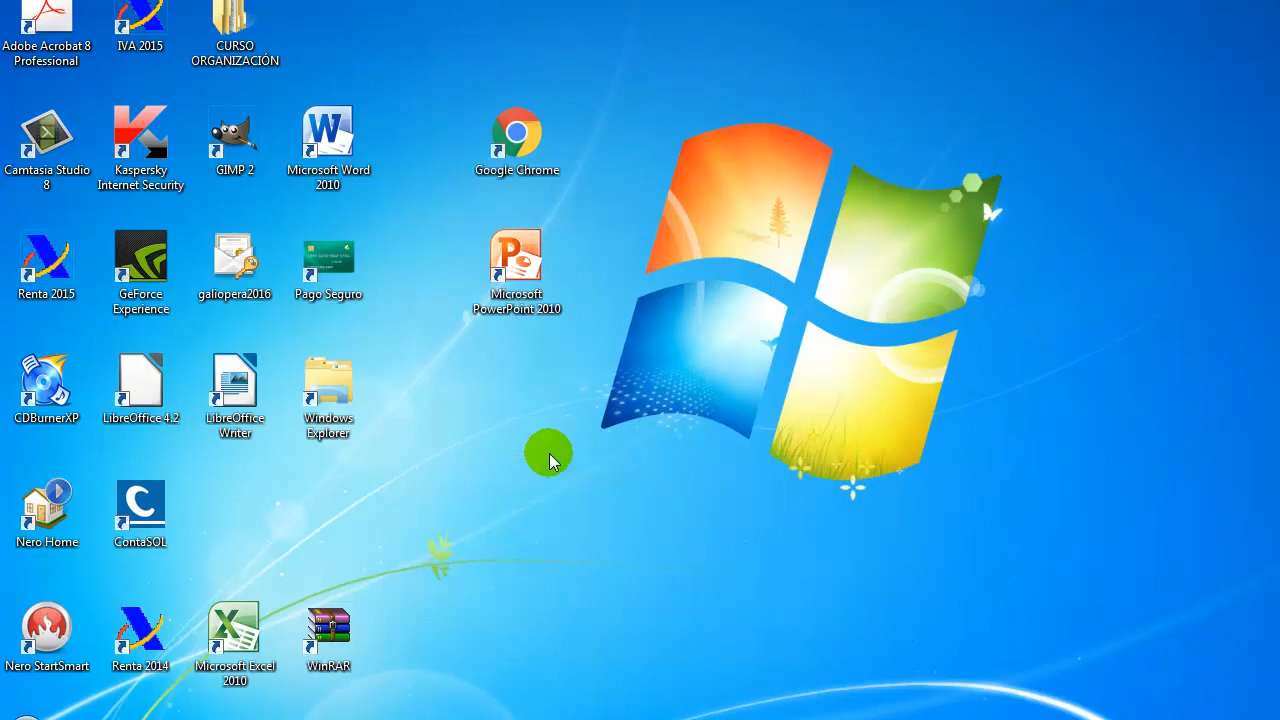 Adobe Acrobat 8
Professional
IVA 2015
CURSO
ORGANIZACIÓN
Camtasia Studio
8
Kaspersky
Internet Security
GIMP 2
Microsoft Word
2010
Google Chrome
Renta 2015
GeForce
Experience
galiopera2016
Pago Seguro
Microsoft
PowerPoint 2010
CDBurnerXP
LibreOffice 4.2
LibreOffice
Writer
Windows
Explorer
Nero Home
ContaSOL
Nero StartSmart
Renta 2014
Microsoft Excel
2010
WinRAR